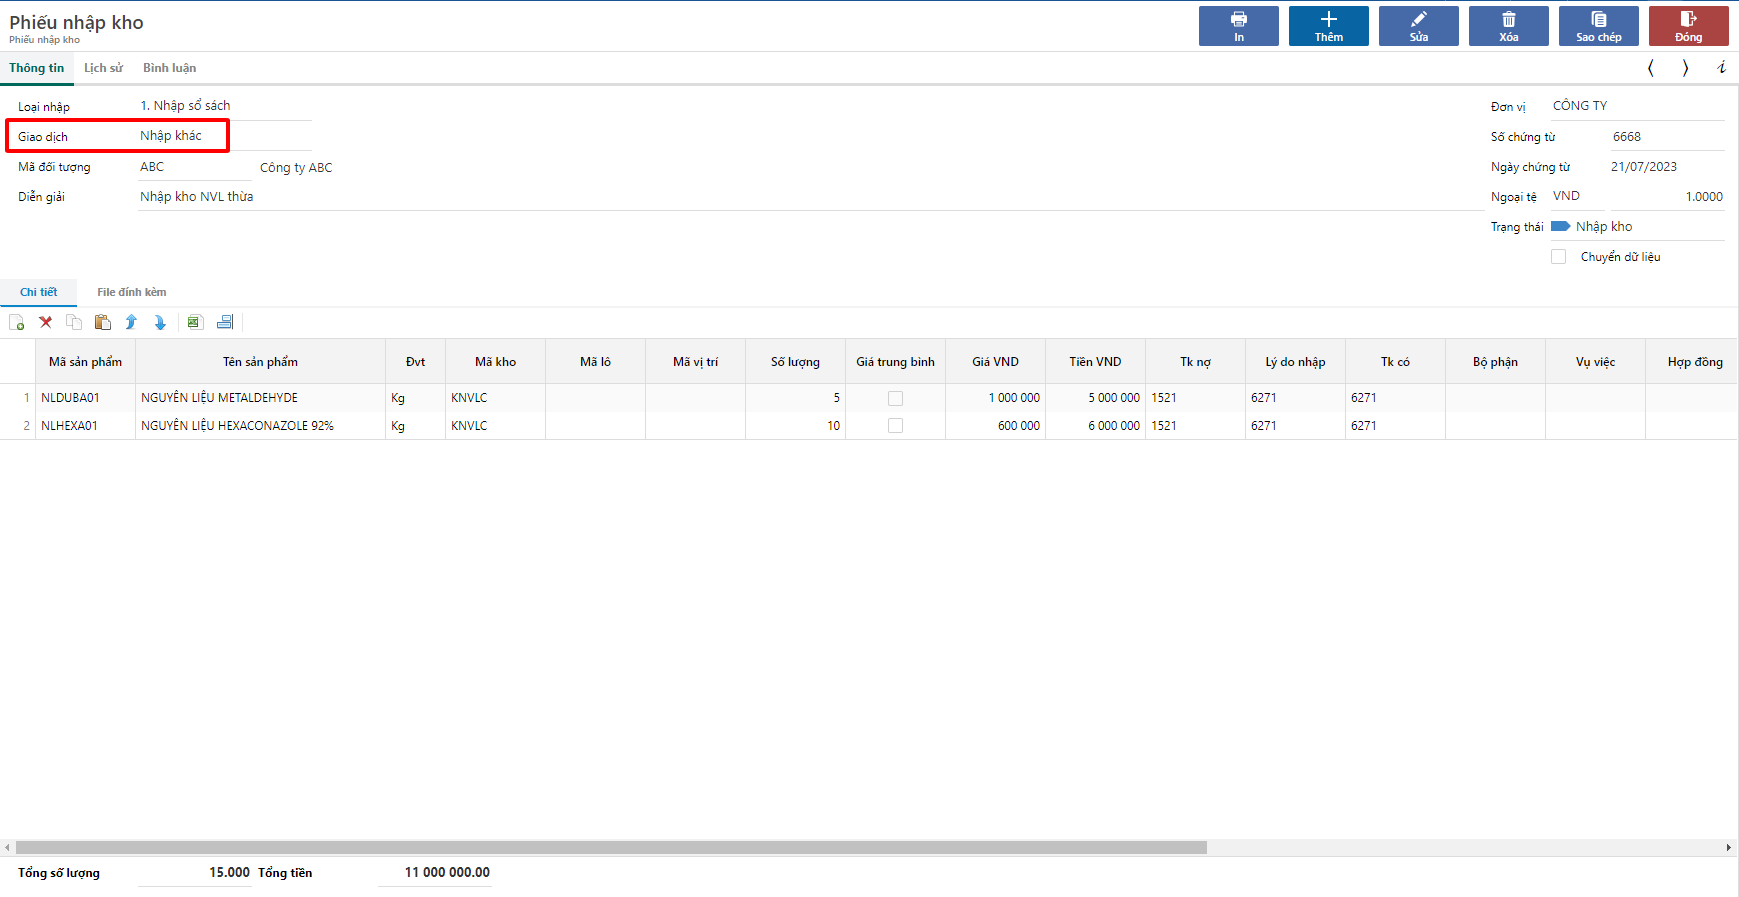 Phiếu nhập kho
Phiếu nhập kho
In
Thêm
Sửa
Xóa
Sao chép
Đóng
Thông tin
Lịch sử
Bình luận
i
Loại nhập
1. Nhập sổ sách
Giao dịch
Nhập khác
Mã đối tượng
ABC
Công ty ABC
Diễn giải
Nhập kho NVL thừa
Đơn vị
CÔNG TY
Số chứng từ
6668
Ngày chứng từ
21/07/2023
Ngoại tệ
VND
1.0000
Trạng thái
Nhập kho
Chuyển dữ liệu
Chi tiết
File đính kèm
Mã sản phẩm Tên sản phẩm Đvt Mã kho Mã lô Mã vị trí Số lượng Giá trung bình Giá VND Tiền VND Tk nợ Lý do nhập Tk có Bộ phận Vụ việc Hợp đồng
1 NLDUBA01 NGUYÊN LIỆU METALDEHYDE Kg KNVLC 5 1 000 000 5 000 000 1521 6271 6271
2 NLHEXA01 NGUYÊN LIỆU HEXACONAZOLE 92% Kg KNVLC 10 600 000 6 000 000 1521 6271 6271
Tổng số lượng 15.000 Tổng tiền 11 000 000.00